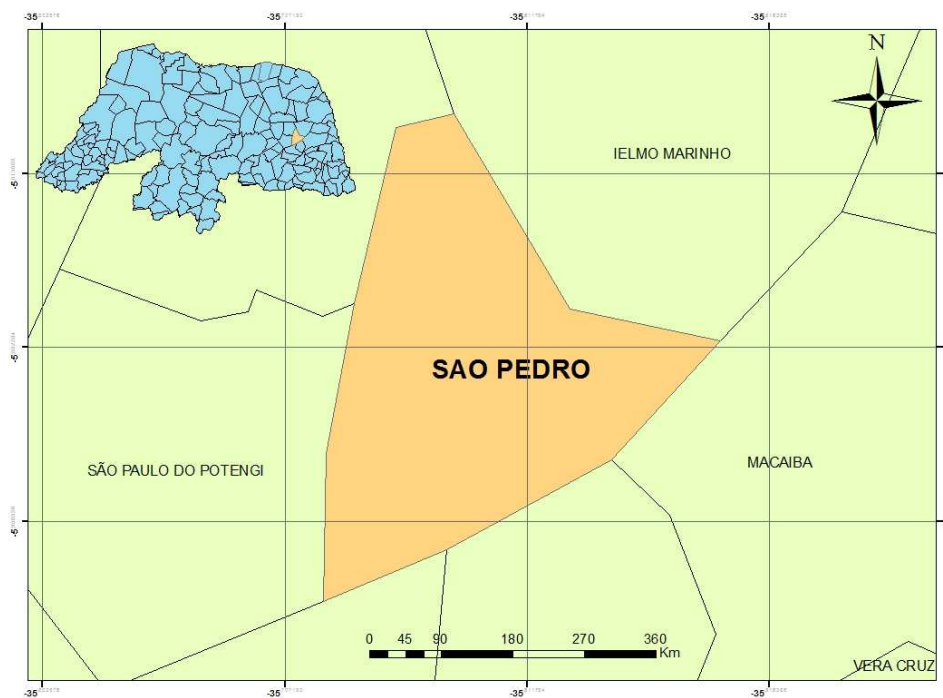 -35
-35
-35
-35
N
IELMO MARINHO
-5
-5
SAO PEDRO
SÃO PAULO DO POTENGI
MACAIBA
-5
0 45 90 180 270 360
Km
VERA CRUZ
-35
-35
-35
-35